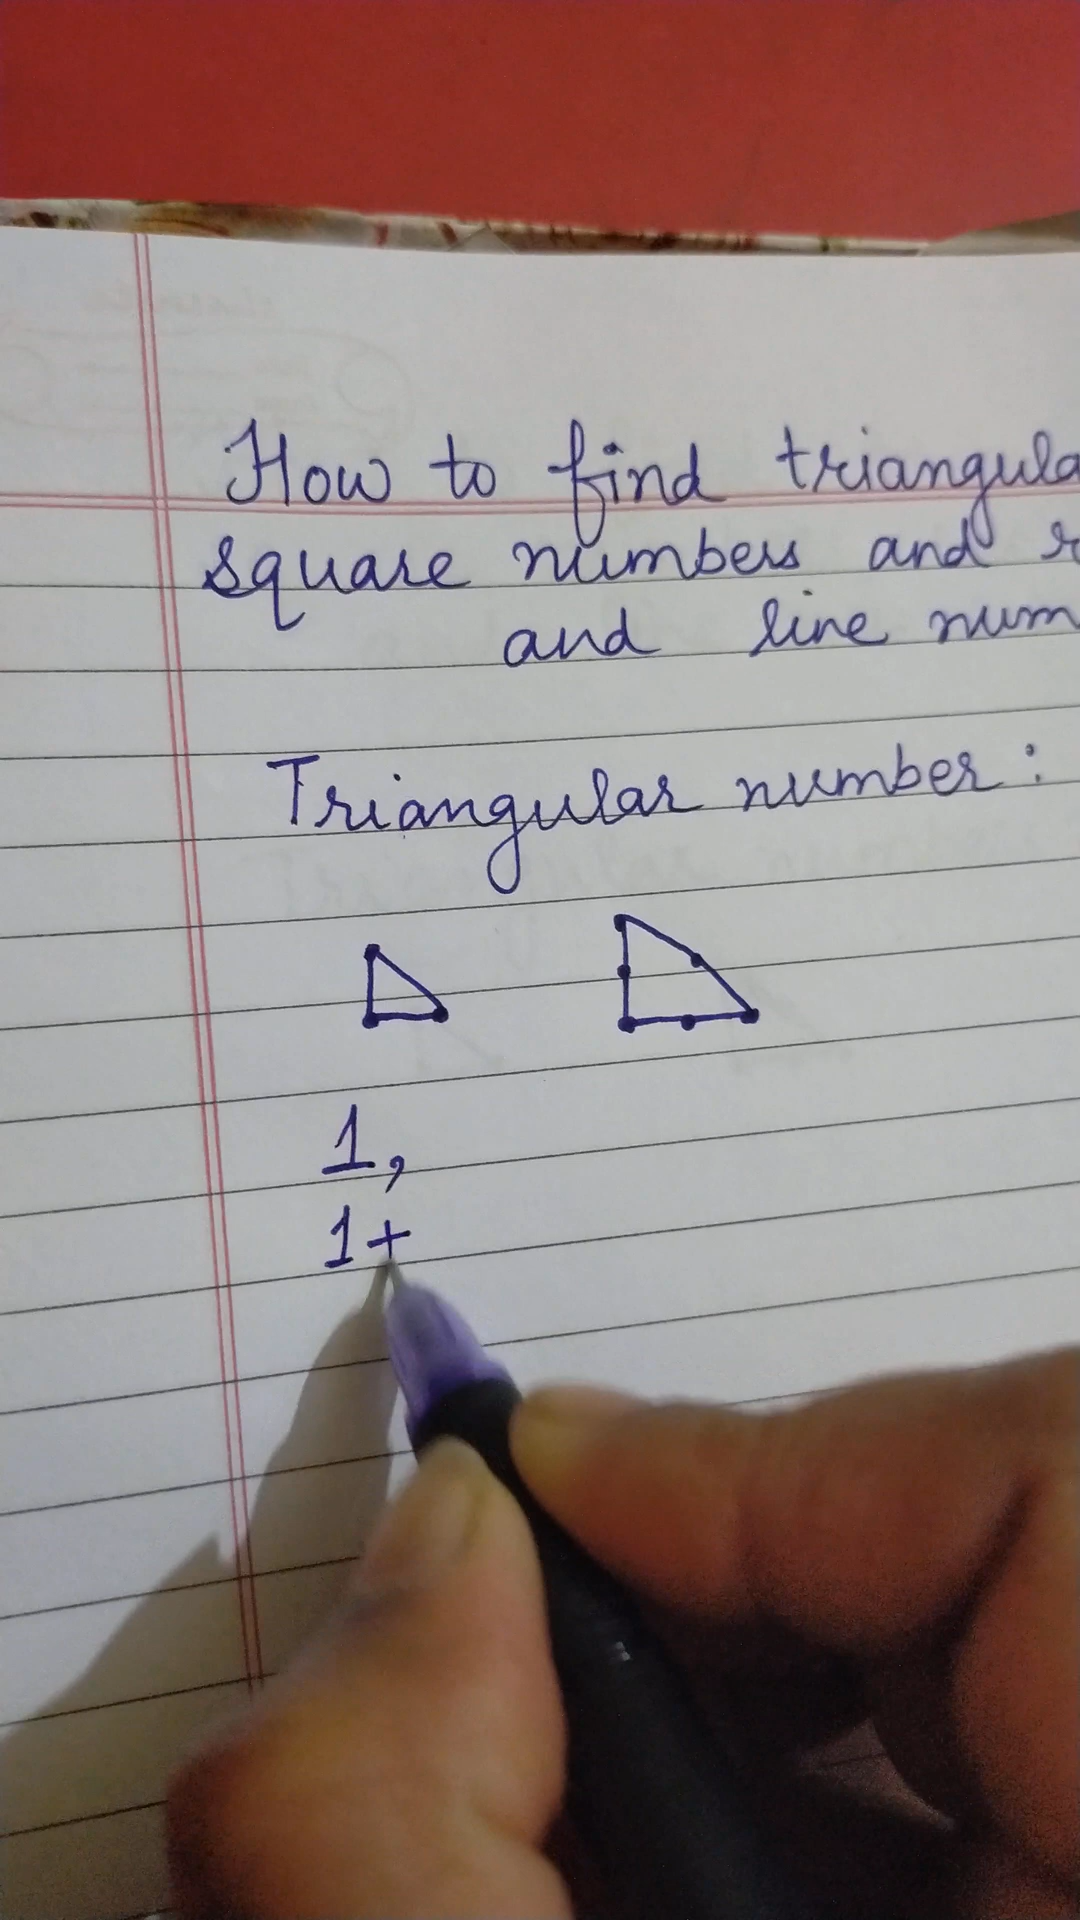 How to find triangula
square numbers and r
and line num
Triangular number:
1,
1+